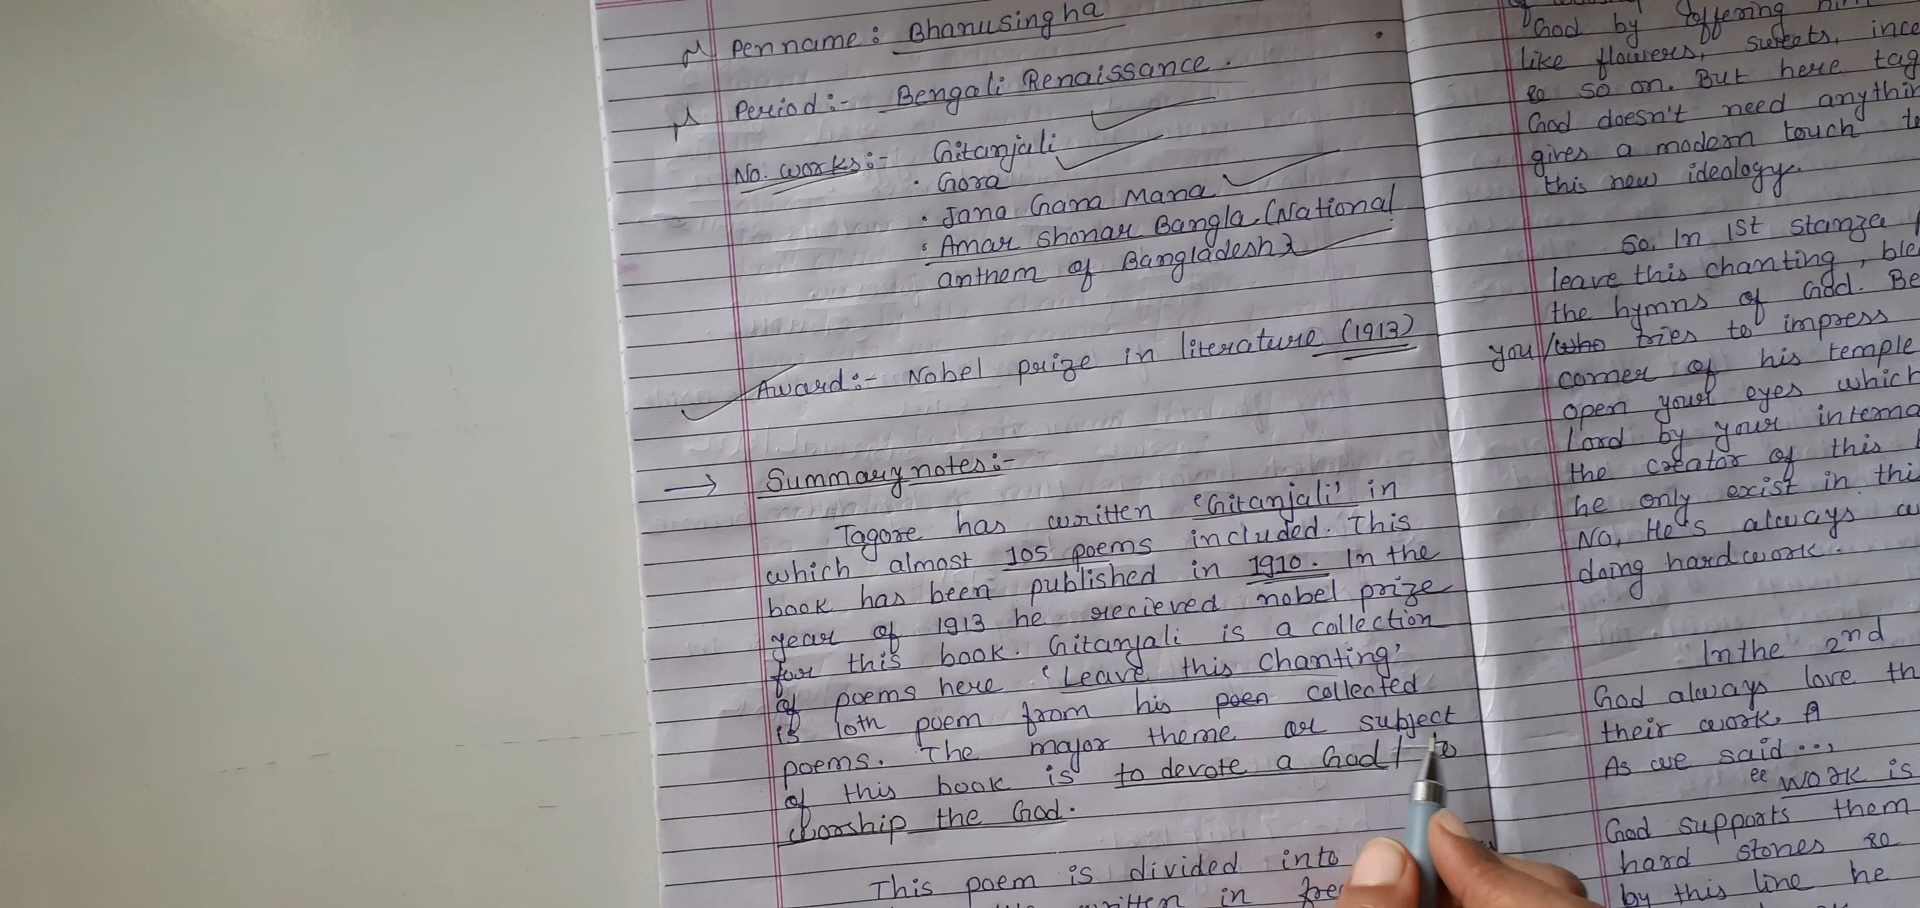 Pen name: Bhanusingha
Period:- Bengali Renaissance.
No. works:- Gitanjali
· Gora
· Jana Gana Mana
· Amar Shonar Bangla (National
anthem of Bangladesh)
Award:- Nobel prize in literature (1913)
→ Summary notes:-
Tagore has written 'Gitanjali' in
which almost 105 poems included. This
book has been published in 1910. In the
year of 1913 he recieved nobel prize
for this book. Gitanjali is a collection
of poems here 'Leave this chanting'
is 10th poem from his poen collected
poems. The major theme or subject
of this book is to devote a God / to
worship the God.
This poem is divided into
written in
God by offering
like flowers, sweets,
so on. But here
God doesn't need
gives a modern touch
this new ideology.
So, In 1st stanza
leave this chanting,
the hymns of God.
you / who tries to impress
corner of his temple
open your eyes which
Lord by your
the creator of this
he only exist in
No, He's always
doing hardwork.
In the 2nd
God always love
their work. A
As we said...,
"work is
God supports them
hard stones
by this line he